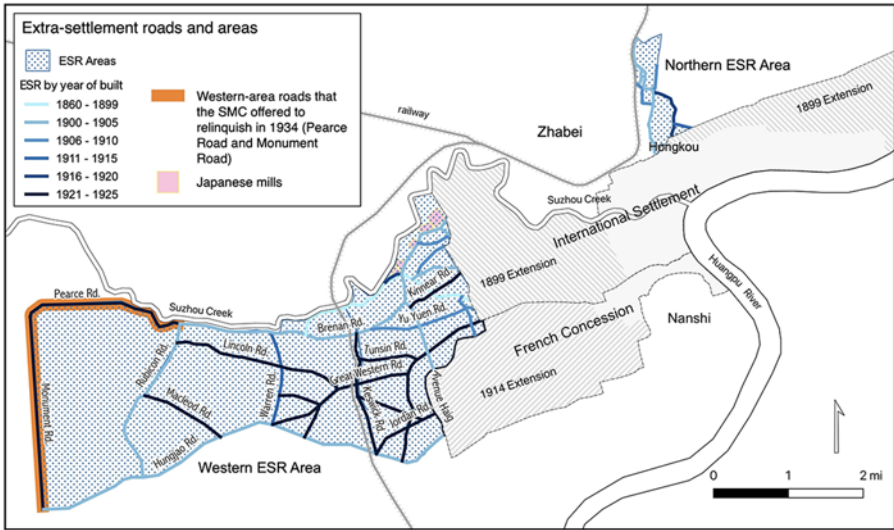 Extra-settlement roads and areas
ESR Areas
ESR by year of built
1860 - 1899
1900 - 1905
1906 - 1910
1911 - 1915
1916 - 1920
1921 - 1925
Western-area roads that
the SMC offered to
relinquish in 1934 (Pearce
Road and Monument
Road)
Japanese mills
Northern ESR Area
railway
Zhabei
1899 Extension
Hongkou
Suzhou Creek
International Settlement
1899 Extension
Huangpu River
Pearce Rd.
Suzhou Creek
Kinnear Rd.
Yu Yuen Rd.
Brenan Rd.
French Concession
Nanshi
Lincoln Rd.
Tunsin Rd.
Great Western Rd.
Rubicon Rd.
Warren Rd.
Avenue Haig
1914 Extension
Monument Rd.
Macleod Rd.
Keswick Rd.
Jordan Rd.
Hungjao Rd.
Western ESR Area
0 1 2 mi